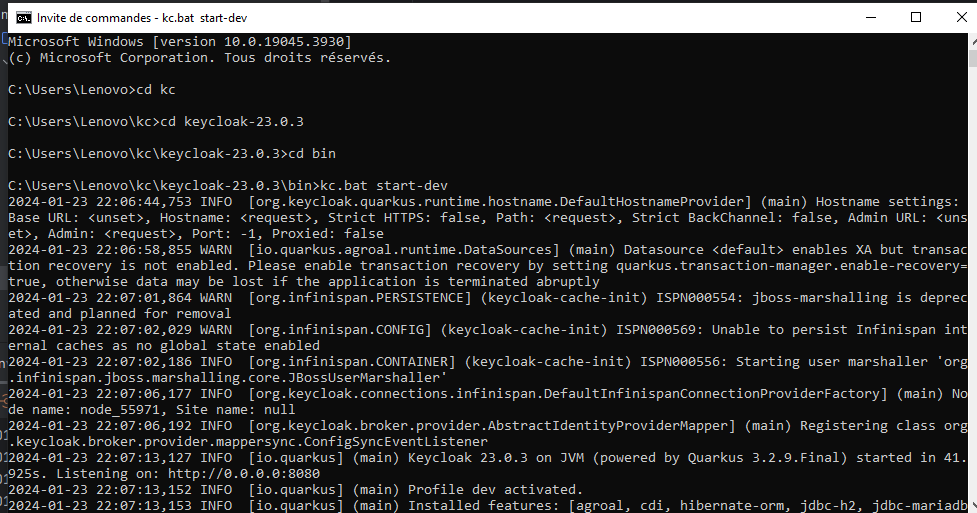 Invite de commandes - kc.bat start-dev
Microsoft Windows [version 10.0.19045.3930]
(c) Microsoft Corporation. Tous droits réservés.
C:\Users\Lenovo>cd kc
C:\Users\Lenovo\kc>cd keycloak-23.0.3
C:\Users\Lenovo\kc\keycloak-23.0.3>cd bin
C:\Users\Lenovo\kc\keycloak-23.0.3\bin>kc.bat start-dev
2024-01-23 22:06:44,753 INFO  [org.keycloak.quarkus.runtime.hostname.DefaultHostnameProvider] (main) Hostname settings:
Base URL: <unset>, Hostname: <request>, Strict HTTPS: false, Path: <request>, Strict BackChannel: false, Admin URL: <uns
et>, Admin: <request>, Port: -1, Proxied: false
2024-01-23 22:06:58,855 WARN  [io.quarkus.agroal.runtime.DataSources] (main) Datasource <default> enables XA but transac
tion recovery is not enabled. Please enable transaction recovery by setting quarkus.transaction-manager.enable-recovery=
true, otherwise data may be lost if the application is terminated abruptly
2024-01-23 22:07:01,864 WARN  [org.infinispan.PERSISTENCE] (keycloak-cache-init) ISPN000554: jboss-marshalling is deprec
ated and planned for removal
2024-01-23 22:07:02,029 WARN  [org.infinispan.CONFIG] (keycloak-cache-init) ISPN000569: Unable to persist Infinispan int
ernal caches as no global state enabled
2024-01-23 22:07:02,186 INFO  [org.infinispan.CONTAINER] (keycloak-cache-init) ISPN000556: Starting user marshaller 'org
.infinispan.jboss.marshalling.core.JBossUserMarshaller'
2024-01-23 22:07:06,177 INFO  [org.keycloak.connections.infinispan.DefaultInfinispanConnectionProviderFactory] (main) No
de name: node_55971, Site name: null
2024-01-23 22:07:06,192 INFO  [org.keycloak.broker.provider.AbstractIdentityProviderMapper] (main) Registering class org
.keycloak.broker.provider.mappersync.ConfigSyncEventListener
2024-01-23 22:07:13,127 INFO  [io.quarkus] (main) Keycloak 23.0.3 on JVM (powered by Quarkus 3.2.9.Final) started in 41.
925s. Listening on: http://0.0.0.0:8080
2024-01-23 22:07:13,152 INFO  [io.quarkus] (main) Profile dev activated.
2024-01-23 22:07:13,153 INFO  [io.quarkus] (main) Installed features: [agroal, cdi, hibernate-orm, jdbc-h2, jdbc-mariadb